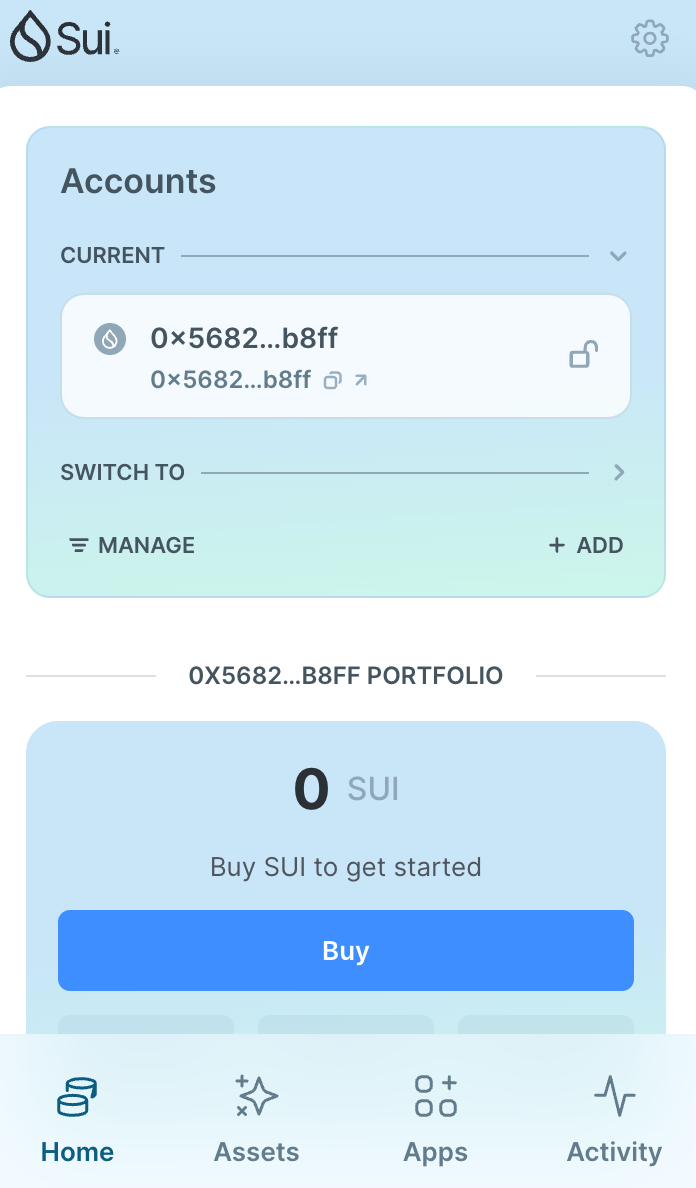 Sui
Accounts
CURRENT
0×5682…b8ff
0×5682…b8ff
SWITCH TO
MANAGE
+ ADD
0X5682…B8FF PORTFOLIO
0 SUI
Buy SUI to get started
Buy
Home
Assets
Apps
Activity